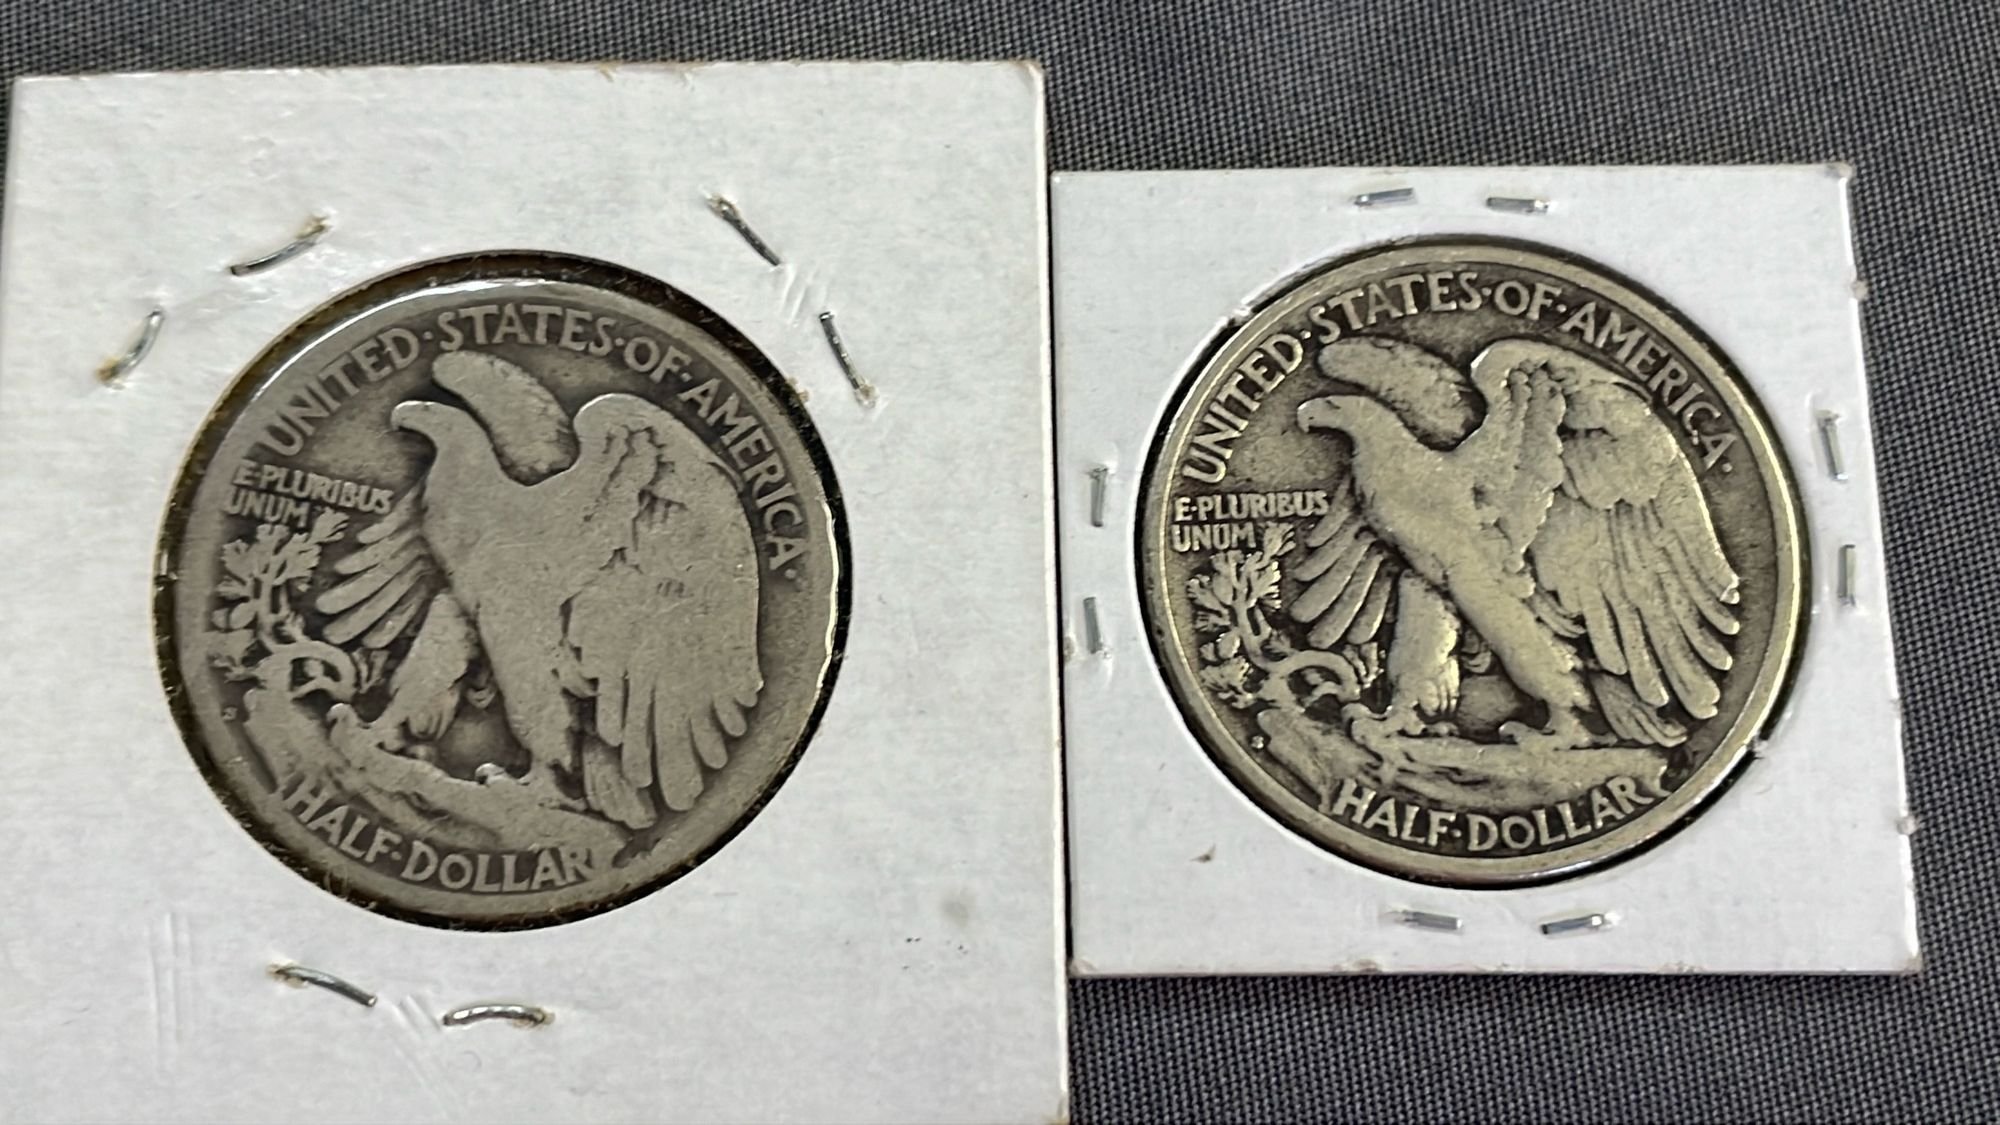 UNITED·STATES·OF·AMERICA·
E·PLURIBUS
UNUM
S
HALF·DOLLAR
UNITED·STATES·OF·AMERICA·
E·PLURIBUS
UNUM
S
HALF·DOLLAR